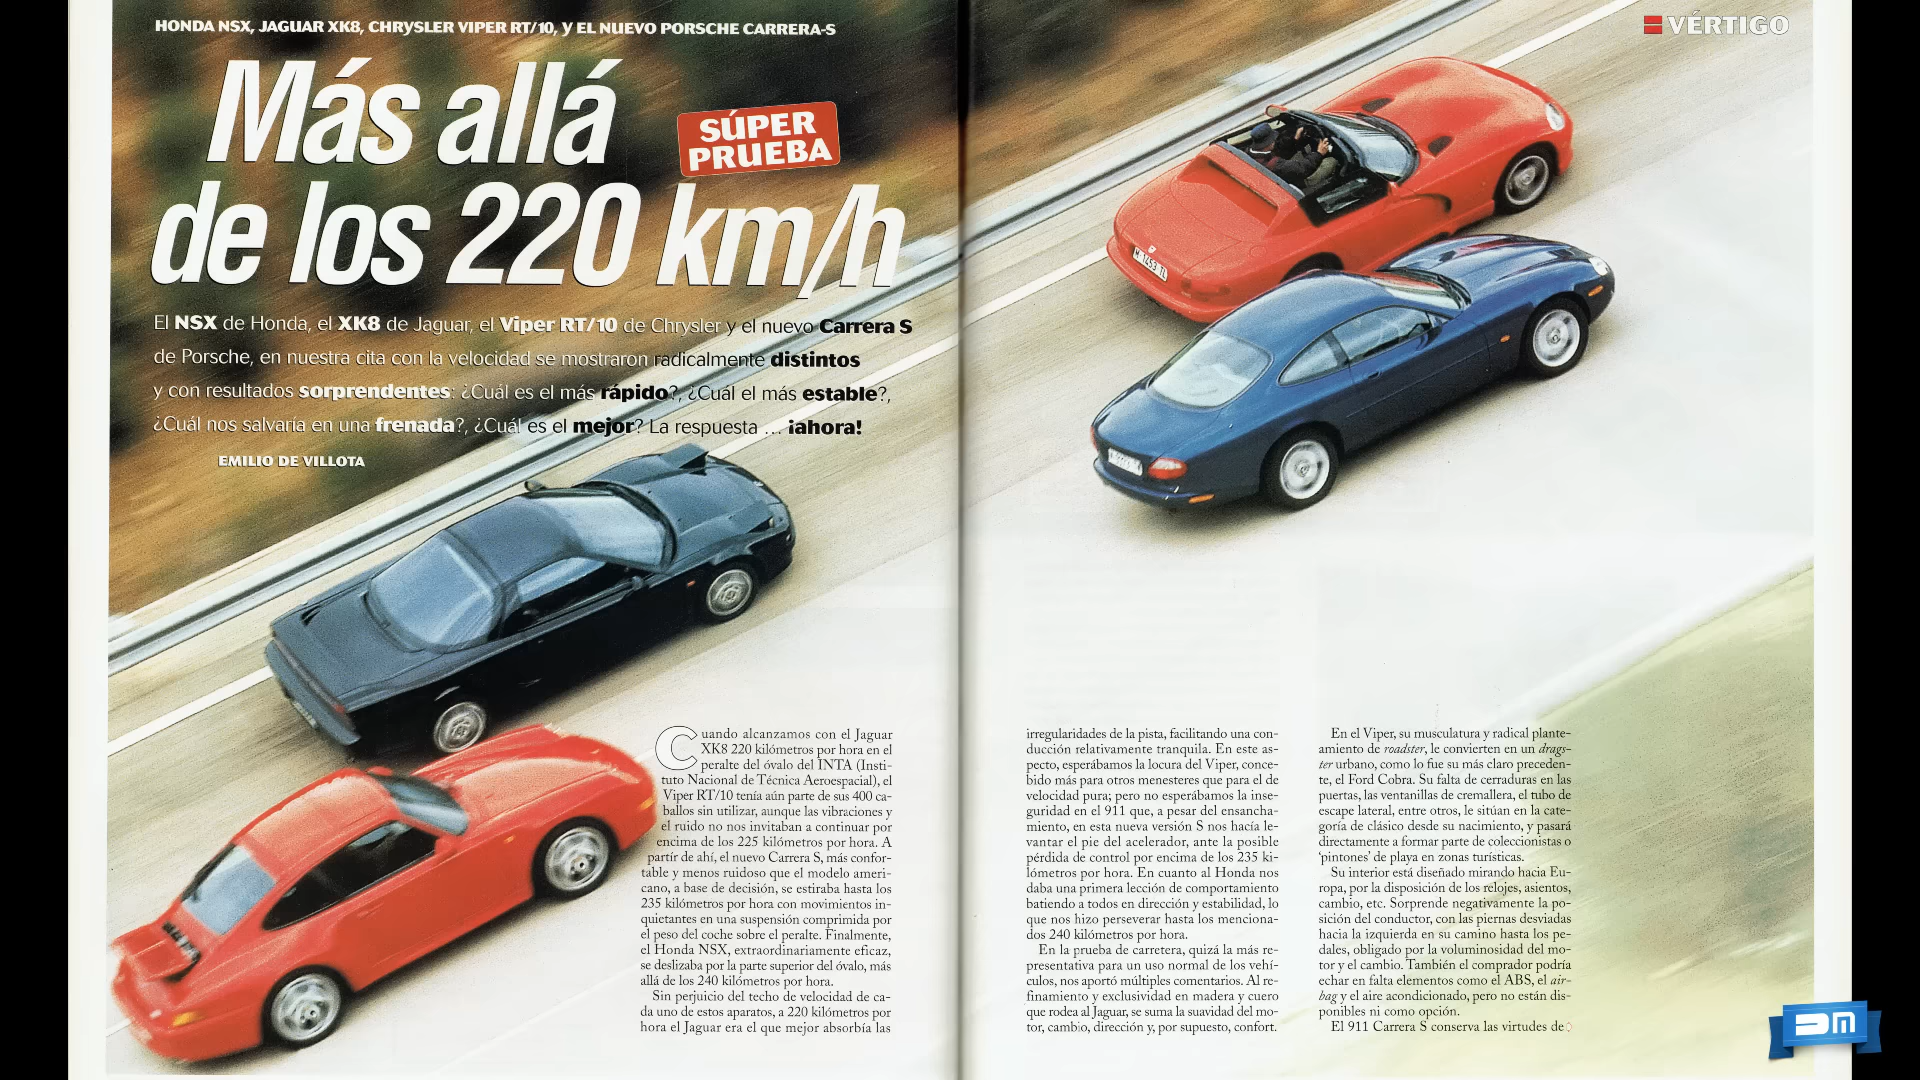 HONDA NSX, JAGUAR XK8, CHRYSLER VIPER RT/10, Y EL NUEVO PORSCHE CARRERA-S
VÉRTIGO
Más allá
de los 220 km/h
SÚPER
PRUEBA
El NSX de Honda, el XK8 de Jaguar, el Viper RT/10 de Chrysler y el nuevo Carrera S
de Porsche, en nuestra cita con la velocidad se mostraron radicalmente distintos
y con resultados sorprendentes: ¿Cuál es el más rápido?, ¿Cuál el más estable?,
¿Cuál nos salvaría en una frenada?, ¿Cuál es el mejor? La respuesta ... ¡ahora!
EMILIO DE VILLOTA
Cuando alcanzamos con el Jaguar
XK8 220 kilómetros por hora en el
peralte del óvalo del INTA (Insti-
tuto Nacional de Técnica Aeroespacial), el
Viper RT/10 tenía aún parte de sus 400 ca-
ballos sin utilizar, aunque las vibraciones y
el ruido no nos invitaban a continuar por
encima de los 225 kilómetros por hora. A
partír de ahí, el nuevo Carrera S, más confor-
table y menos ruidoso que el modelo ameri-
cano, a base de decisión, se estiraba hasta los
235 kilómetros por hora con movimientos in-
quietantes en una suspensión comprimida por
el peso del coche sobre el peralte. Finalmente,
el Honda NSX, extraordinariamente eficaz,
se deslizaba por la parte superior del óvalo, más
allá de los 240 kilómetros por hora.
Sin perjuicio del techo de velocidad de ca-
da uno de estos aparatos, a 220 kilómetros por
hora el Jaguar era el que mejor absorbía las
irregularidades de la pista, facilitando una con-
ducción relativamente tranquila. En este as-
pecto, esperábamos la locura del Viper, conce-
bido más para otros menesteres que para el de
velocidad pura; pero no esperábamos la inse-
guridad en el 911 que, a pesar del ensancha-
miento, en esta nueva versión S nos hacía le-
vantar el pie del acelerador, ante la posible
pérdida de control por encima de los 235 ki-
lómetros por hora. En cuanto al Honda nos
daba una primera lección de comportamiento
batiendo a todos en dirección y estabilidad, lo
que nos hizo perseverar hasta los menciona-
dos 240 kilómetros por hora.
En la prueba de carretera, quizá la más re-
presentativa para un uso normal de los vehí-
culos, nos aportó múltiples comentarios. Al re-
finamiento y exclusividad en madera y cuero
que rodea al Jaguar, se suma la suavidad del mo-
tor, cambio, dirección y, por supuesto, confort.
En el Viper, su musculatura y radical plante-
amiento de roadster, le convierten en un drags-
ter urbano, como lo fue su más claro preceden-
te, el Ford Cobra. Su falta de cerraduras en las
puertas, las ventanillas de cremallera, el tubo de
escape lateral, entre otros, le sitúan en la cate-
goría de clásico desde su nacimiento, y pasará
directamente a formar parte de coleccionistas o
'pintones' de playa en zonas turísticas.
Su interior está diseñado mirando hacia Eu-
ropa, por la disposición de los relojes, asientos,
cambio, etc. Sorprende negativamente la po-
sición del conductor, con las piernas desviadas
hacia la izquierda en su camino hasta los pe-
dales, obligado por la voluminosidad del mo-
tor y el cambio. También el comprador podría
echar en falta elementos como el ABS, el air-
bag y el aire acondicionado, pero no están dis-
ponibles ni como opción.
El 911 Carrera S conserva las virtudes de
M 1453 TL